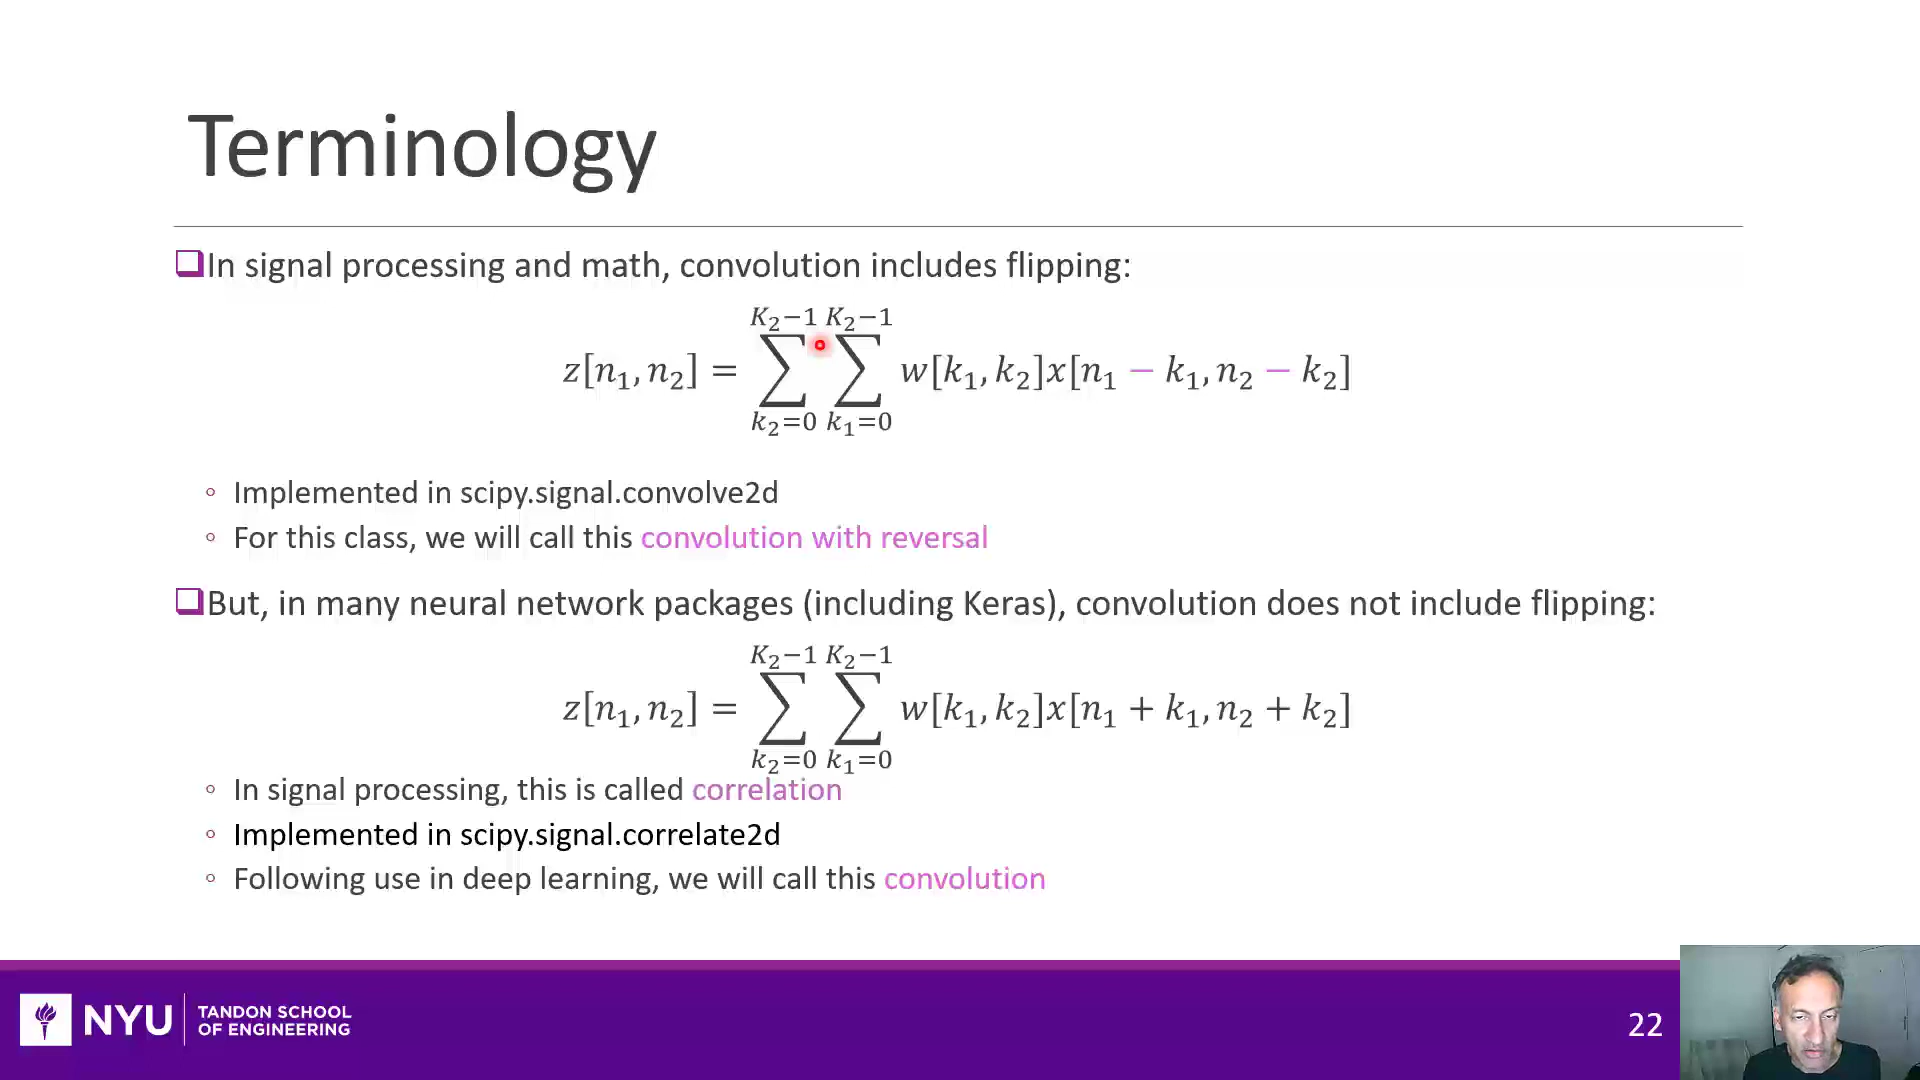 Terminology
❑In signal processing and math, convolution includes flipping:
z[n₁, n₂] = ∑_{k₂=0}^{K₂−1} ∑_{k₁=0}^{K₂−1} w[k₁, k₂]x[n₁ − k₁, n₂ − k₂]
◦ Implemented in scipy.signal.convolve2d
◦ For this class, we will call this convolution with reversal
❑But, in many neural network packages (including Keras), convolution does not include flipping:
z[n₁, n₂] = ∑_{k₂=0}^{K₂−1} ∑_{k₁=0}^{K₂−1} w[k₁, k₂]x[n₁ + k₁, n₂ + k₂]
◦ In signal processing, this is called correlation
◦ Implemented in scipy.signal.correlate2d
◦ Following use in deep learning, we will call this convolution
NYU TANDON SCHOOL
OF ENGINEERING
22